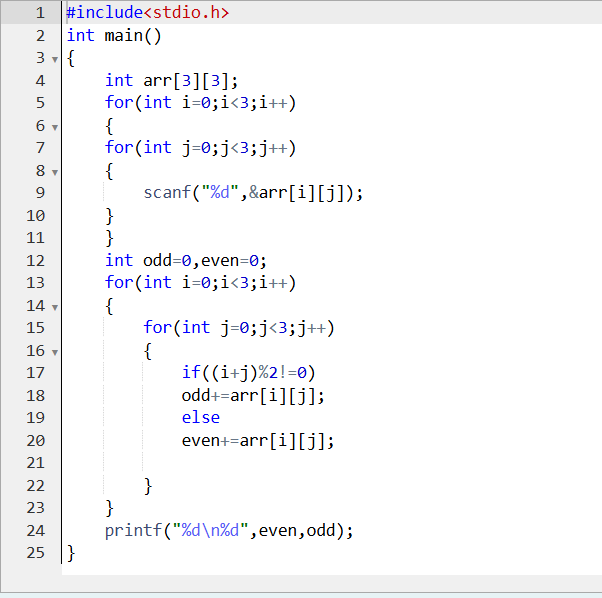 1 #include<stdio.h>
2 int main()
3 {
4     int arr[3][3];
5     for(int i=0;i<3;i++)
6     {
7     for(int j=0;j<3;j++)
8     {
9         scanf("%d",&arr[i][j]);
10     }
11     }
12     int odd=0,even=0;
13     for(int i=0;i<3;i++)
14     {
15         for(int j=0;j<3;j++)
16         {
17             if((i+j)%2!=0)
18             odd+=arr[i][j];
19             else
20             even+=arr[i][j];
21
22         }
23     }
24     printf("%d\n%d",even,odd);
25 }